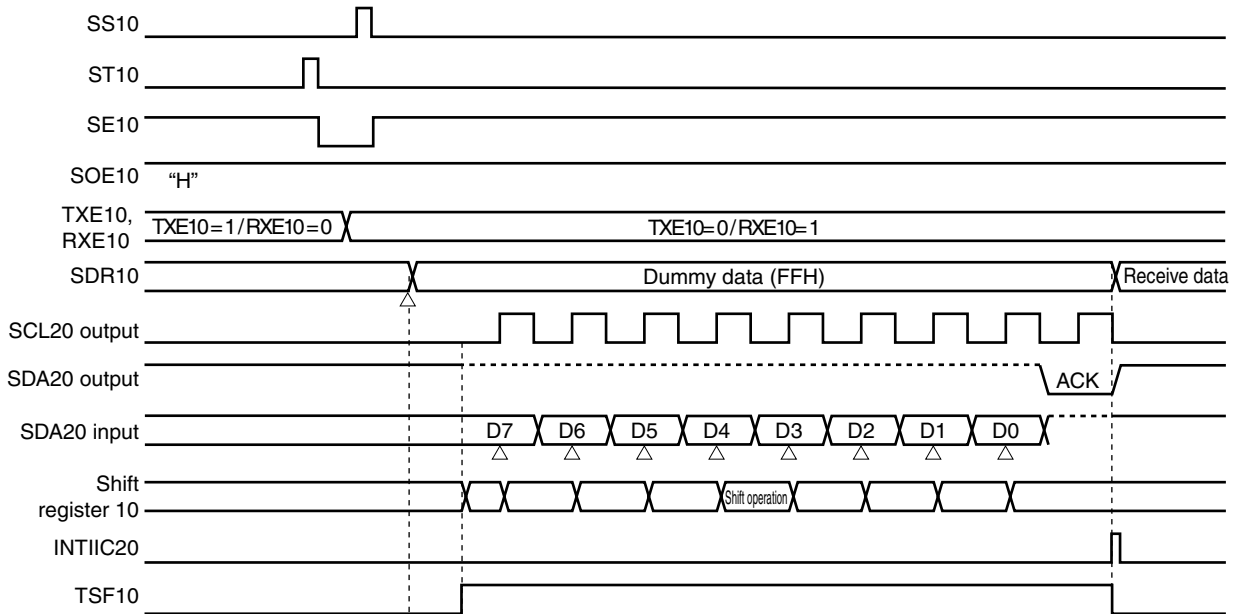 SS10
ST10
SE10
SOE10 “H”
TXE10,
RXE10
TXE10=1/RXE10=0 TXE10=0/RXE10=1
SDR10 Dummy data (FFH) Receive data
SCL20 output
SDA20 output ACK
SDA20 input D7 D6 D5 D4 D3 D2 D1 D0
Shift
register 10
Shift operation
INTIIC20
TSF10